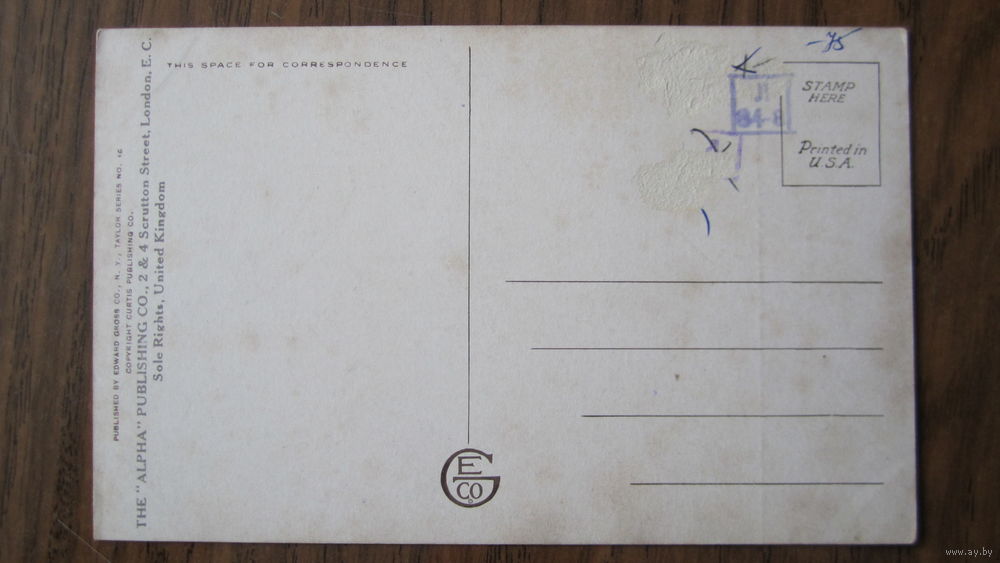 THIS SPACE FOR CORRESPONDENCE
PUBLISHED BY EDWARD GROSS CO., N. Y., TAYLOR SERIES NO. 16
COPYRIGHT CURTIS PUBLISHING CO.
THE "ALPHA" PUBLISHING CO., 2 & 4 Scrutton Street, London, E. C.
Sole Rights, United Kingdom
-75
STAMP
HERE
Printed in
U.S.A.
E G CO
www.ay.by